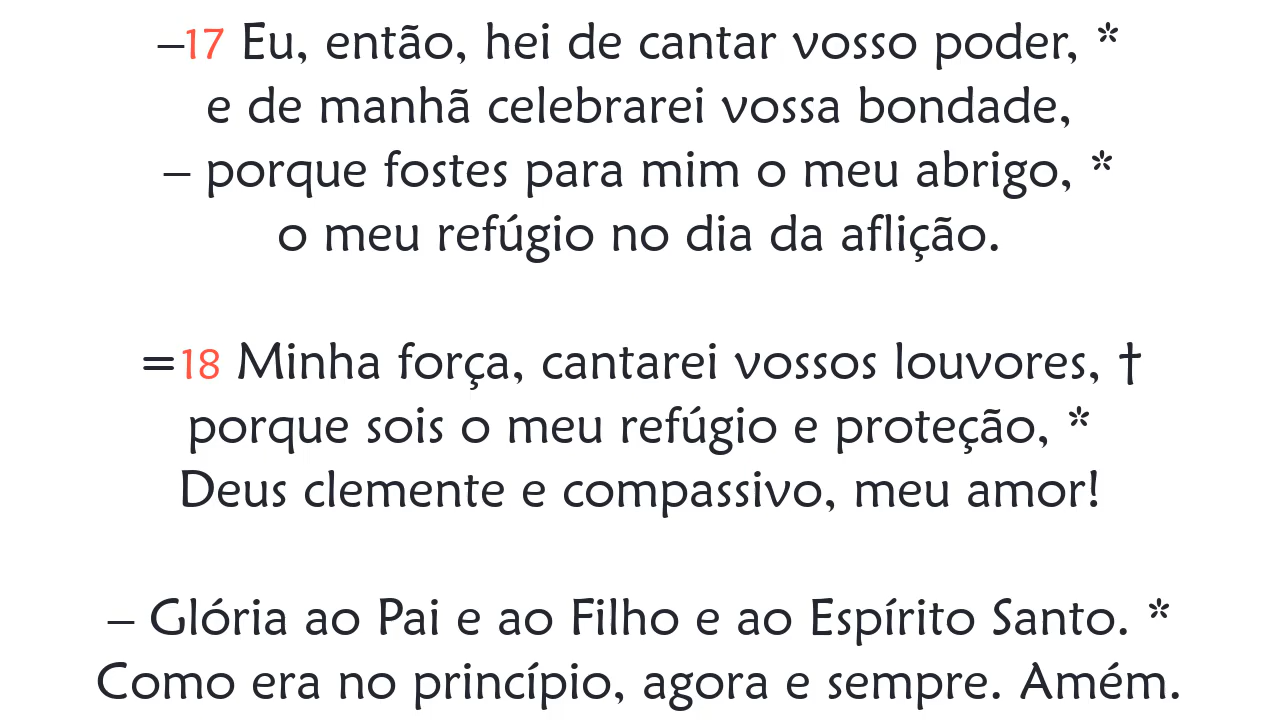 –17 Eu, então, hei de cantar vosso poder, *
e de manhã celebrarei vossa bondade,
– porque fostes para mim o meu abrigo, *
o meu refúgio no dia da aflição.
=18 Minha força, cantarei vossos louvores, †
porque sois o meu refúgio e proteção, *
Deus clemente e compassivo, meu amor!
– Glória ao Pai e ao Filho e ao Espírito Santo. *
Como era no princípio, agora e sempre. Amém.